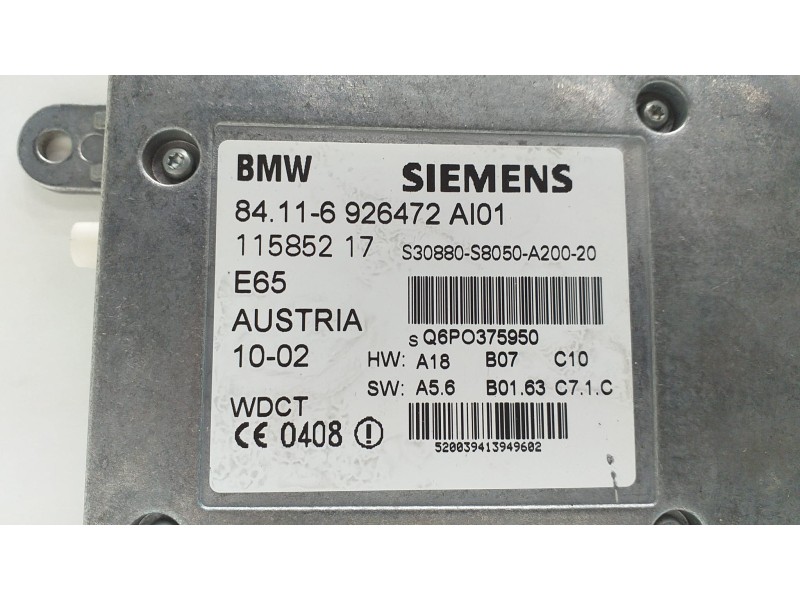 BMW SIEMENS
84.11-6 926472 AI01
115852 17 S30880-S8050-A200-20
E65
AUSTRIA S Q6PO375950
10-02 HW: A18 B07 C10
SW: A5.6 B01.63 C7.1.C
WDCT
CE 0408
520039413949602